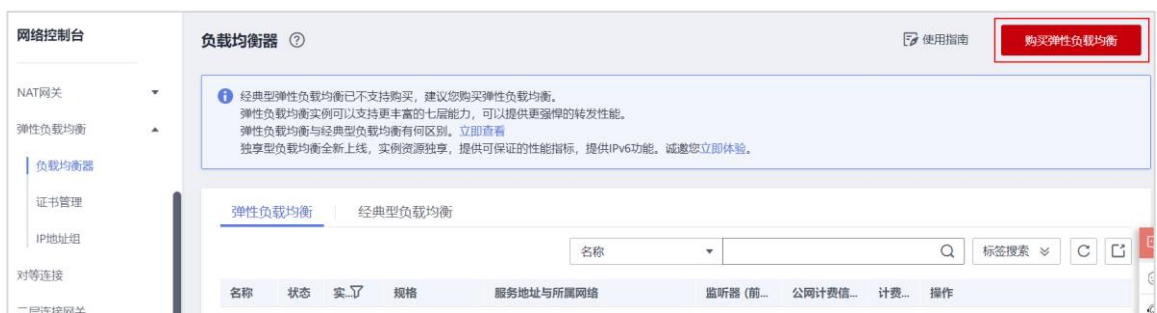 网络控制台
负载均衡器
使用指南
购买弹性负载均衡
NAT网关
弹性负载均衡
负载均衡器
证书管理
IP地址组
对等连接
二层连接网关
经典型弹性负载均衡已不支持购买，建议您购买弹性负载均衡。
弹性负载均衡实例可以支持更丰富的七层能力，可以提供更强悍的转发性能。
弹性负载均衡与经典型负载均衡有何区别。立即查看
独享型负载均衡全新上线，实例资源独享，提供可保证的性能指标，提供IPv6功能。诚邀您立即体验。
弹性负载均衡 经典型负载均衡
名称 标签搜索
名称 状态 实... 规格 服务地址与所属网络 监听器 (前... 公网计费信... 计费... 操作